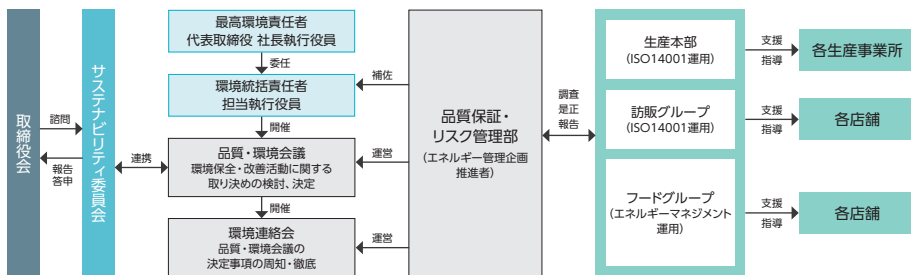 取締役会
諮問
報告
答申
サステナビリティ委員会
連携
最高環境責任者
代表取締役 社長執行役員
委任
環境統括責任者
担当執行役員
開催
品質・環境会議
環境保全・改善活動に関する
取り決めの検討、決定
開催
環境連絡会
品質・環境会議の
決定事項の周知・徹底
補佐
運営
運営
品質保証・
リスク管理部
(エネルギー管理企画
推進者)
調査
是正
報告
生産本部
(ISO14001運用)
支援
指導
各生産事業所
訪販グループ
(ISO14001運用)
支援
指導
各店舗
フードグループ
(エネルギーマネジメント
運用)
支援
指導
各店舗